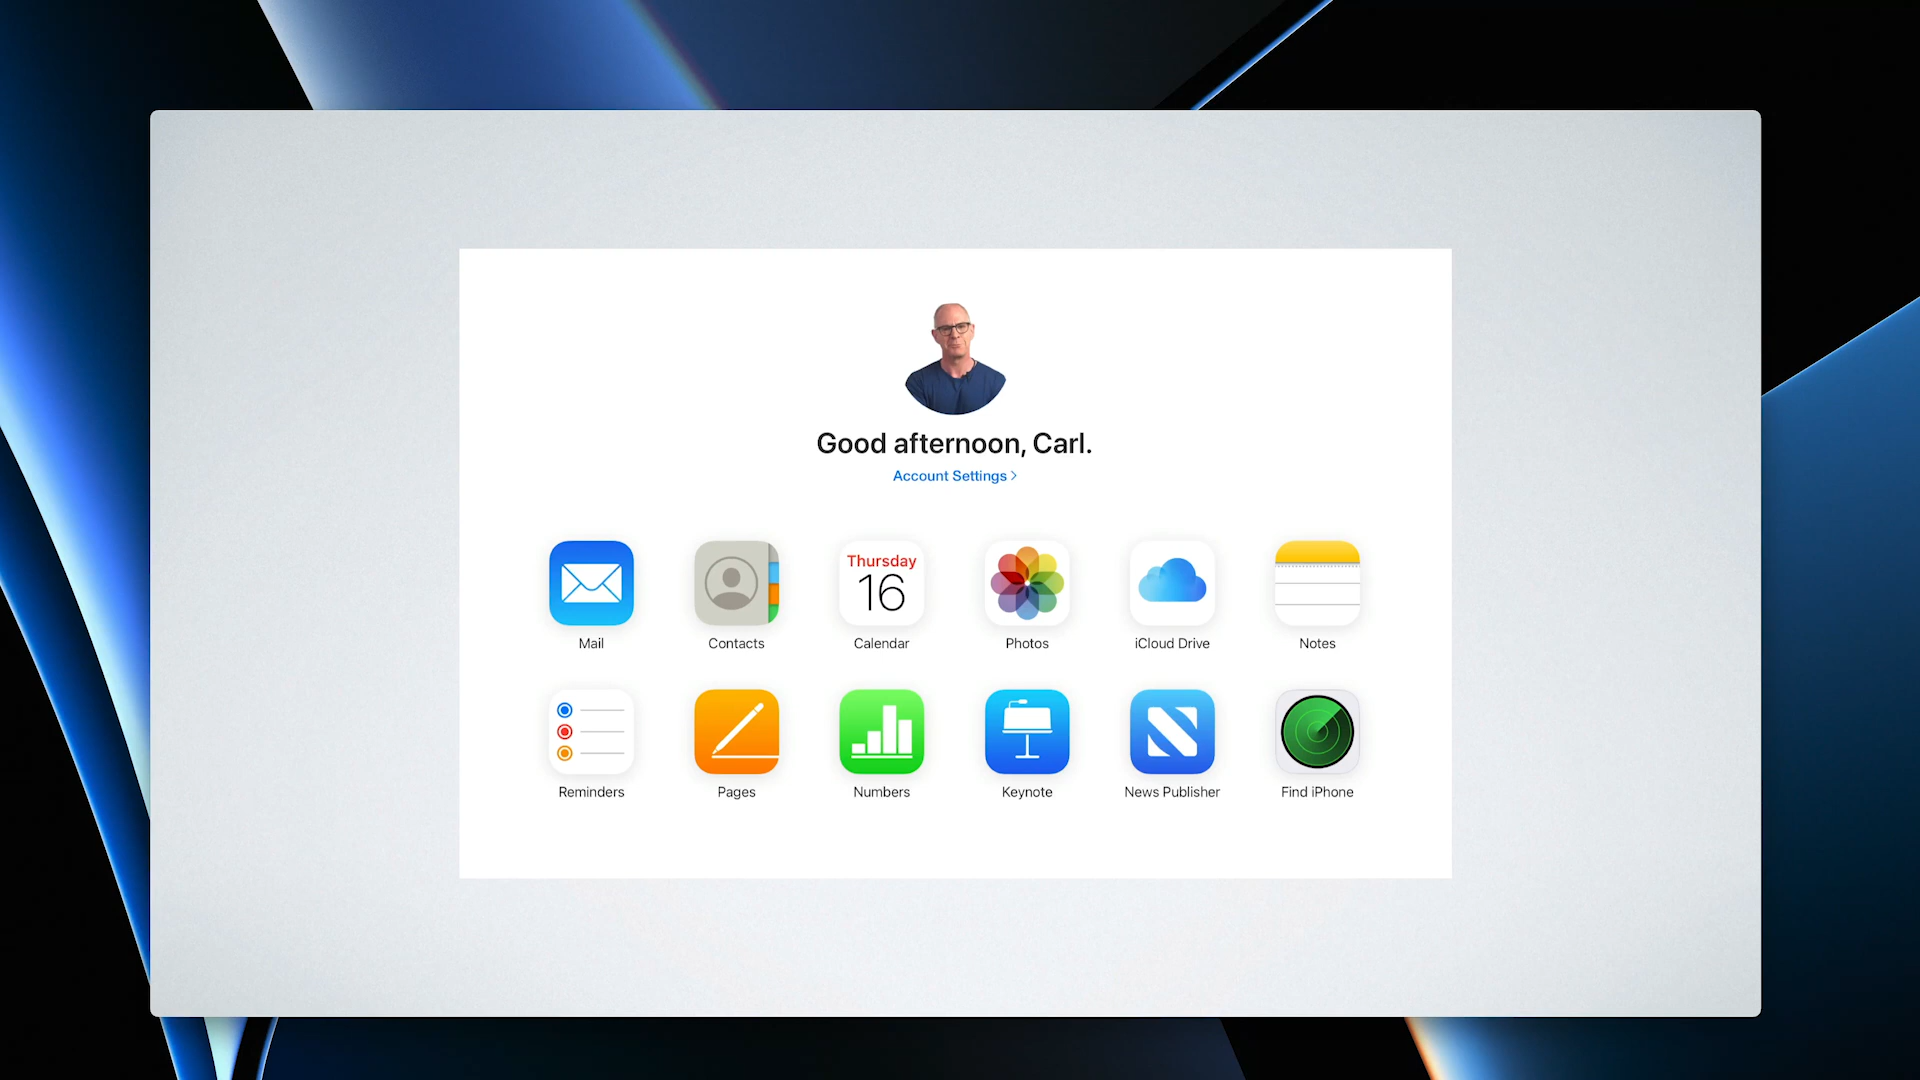 Good afternoon, Carl.
Account Settings >
Thursday
16
Mail
Contacts
Calendar
Photos
iCloud Drive
Notes
Reminders
Pages
Numbers
Keynote
News Publisher
Find iPhone